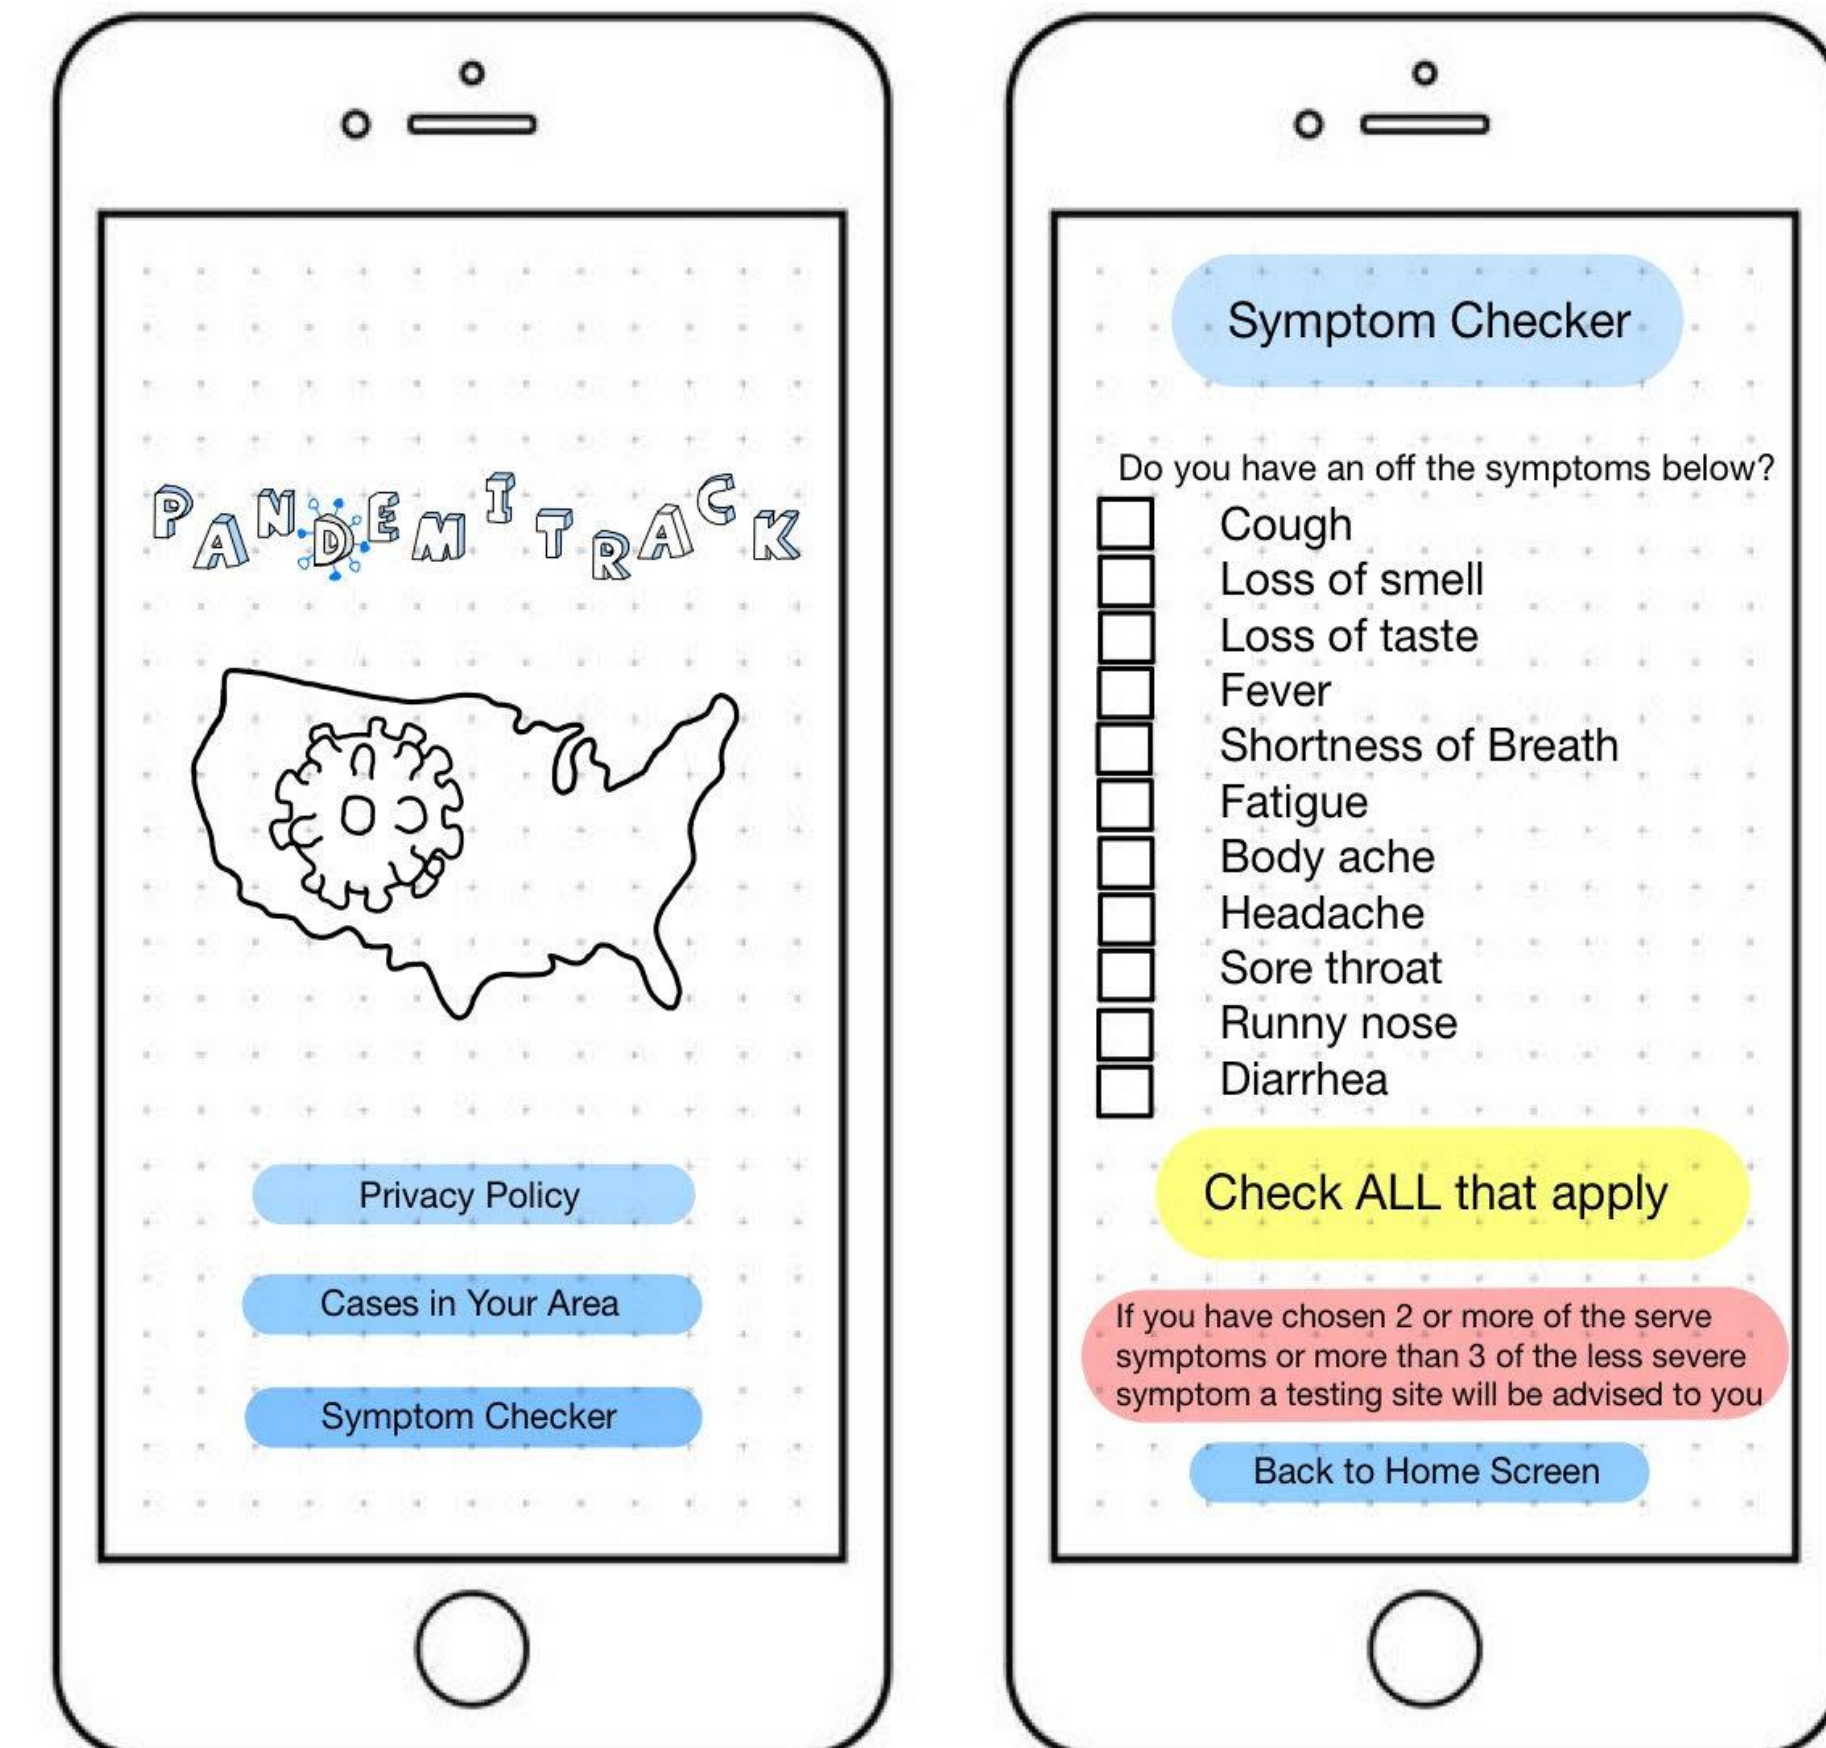 PANDEMITRACK
Privacy Policy
Cases in Your Area
Symptom Checker
Symptom Checker
Do you have an off the symptoms below?
Cough
Loss of smell
Loss of taste
Fever
Shortness of Breath
Fatigue
Body ache
Headache
Sore throat
Runny nose
Diarrhea
Check ALL that apply
If you have chosen 2 or more of the serve
symptoms or more than 3 of the less severe
symptom a testing site will be advised to you
Back to Home Screen